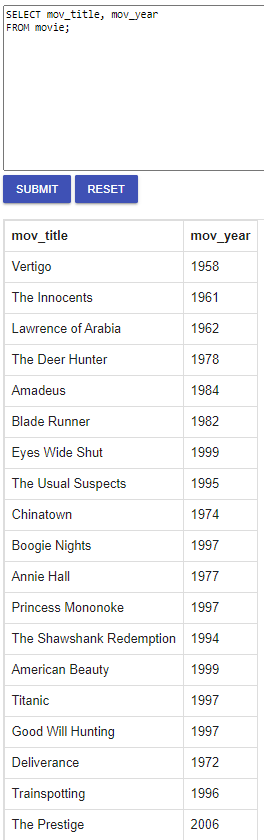 SELECT mov_title, mov_year
FROM movie;
SUBMIT RESET
mov_title mov_year
Vertigo 1958
The Innocents 1961
Lawrence of Arabia 1962
The Deer Hunter 1978
Amadeus 1984
Blade Runner 1982
Eyes Wide Shut 1999
The Usual Suspects 1995
Chinatown 1974
Boogie Nights 1997
Annie Hall 1977
Princess Mononoke 1997
The Shawshank Redemption 1994
American Beauty 1999
Titanic 1997
Good Will Hunting 1997
Deliverance 1972
Trainspotting 1996
The Prestige 2006